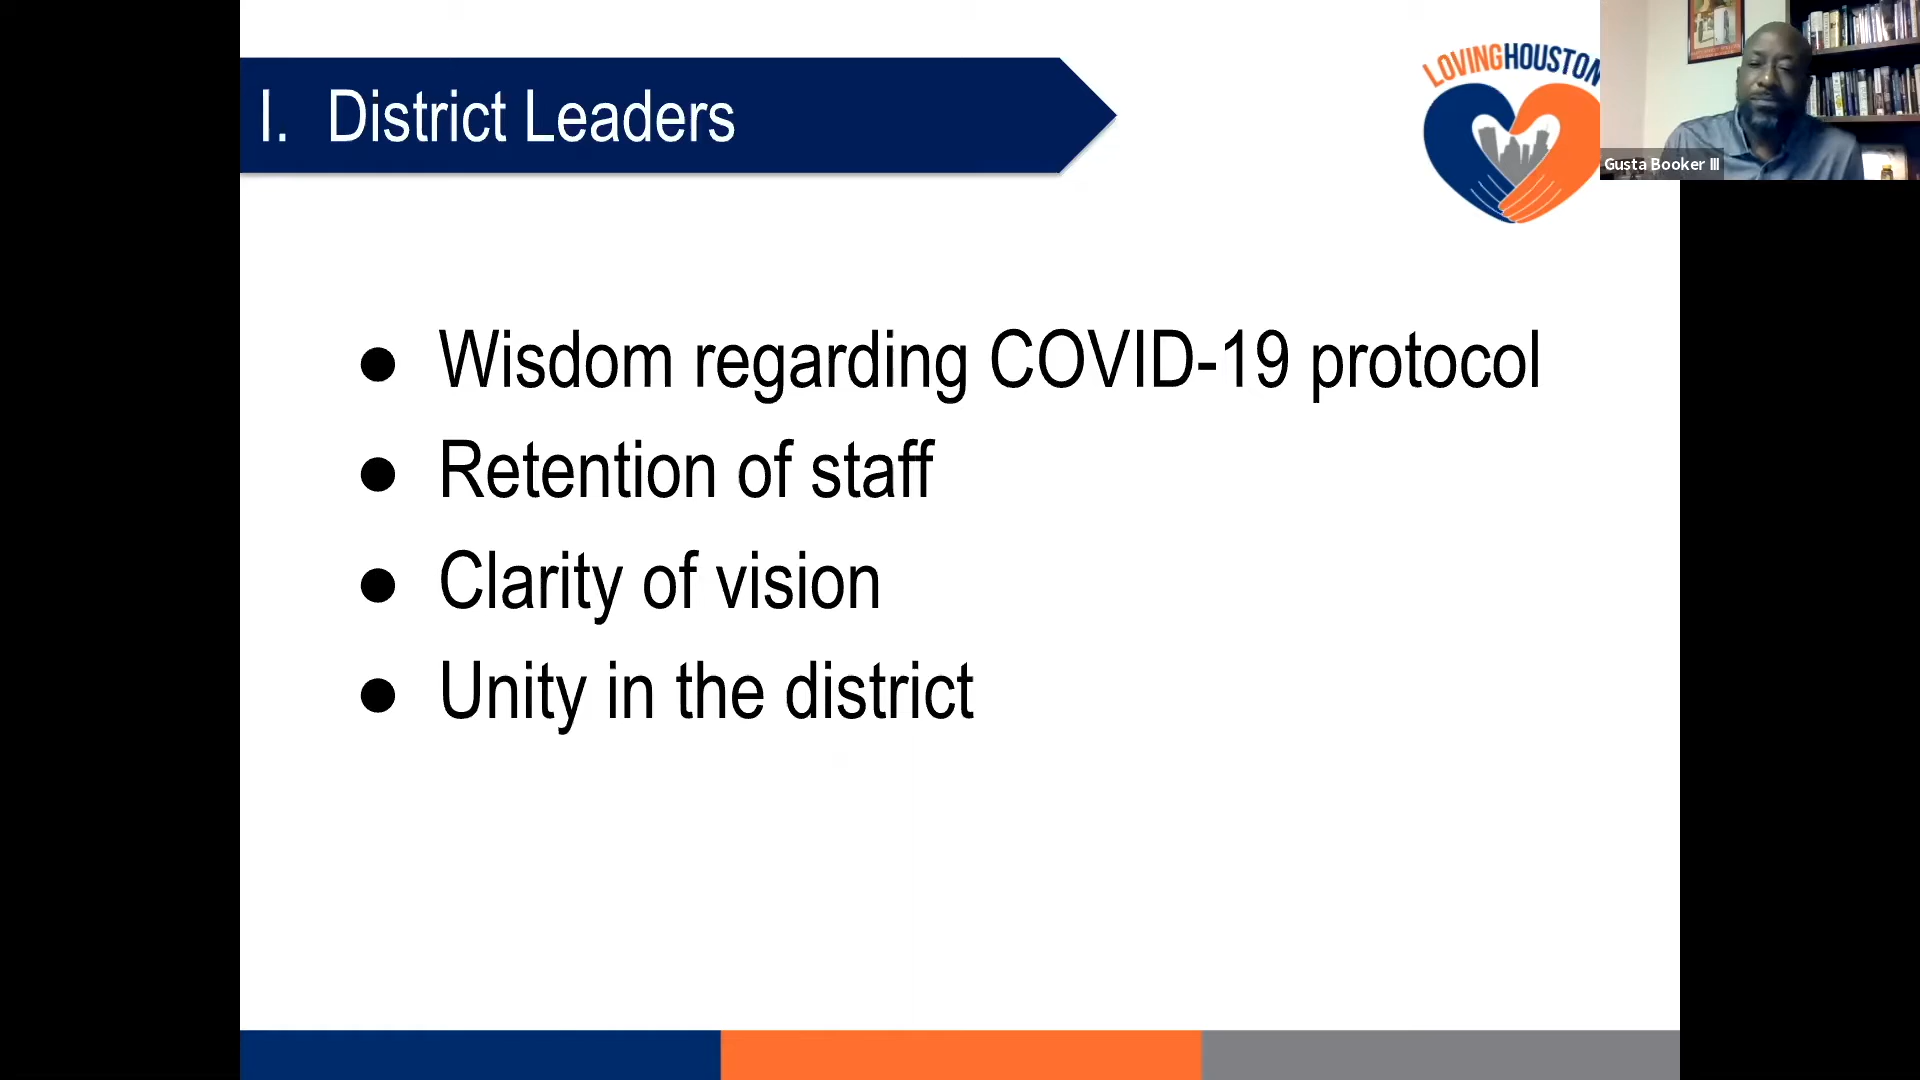 I. District Leaders
LOVINGHOUSTON
Gusta Booker III
● Wisdom regarding COVID-19 protocol
● Retention of staff
● Clarity of vision
● Unity in the district